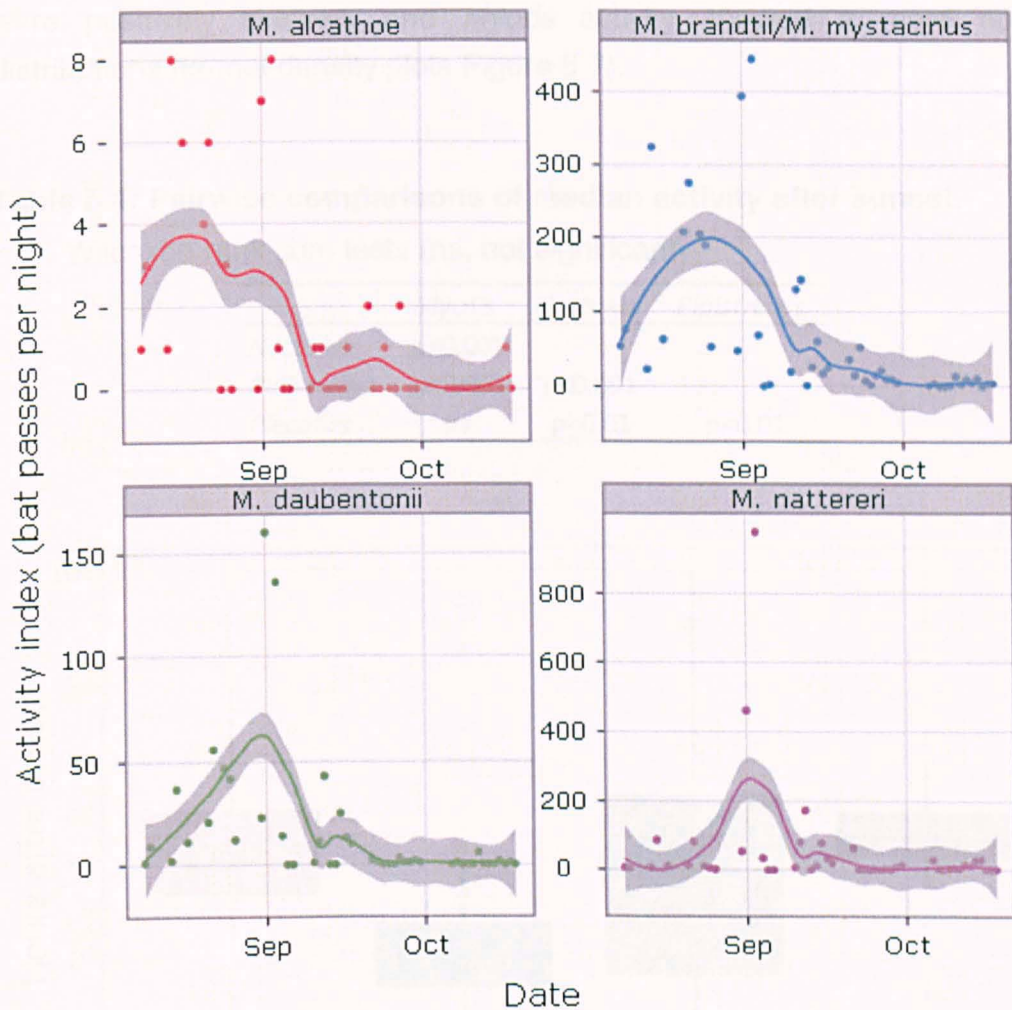 M. alcathoe
M. brandtii/M. mystacinus
8
6
4
2
0
400
300
200
100
0
Sep
Oct
Sep
Oct
M. daubentonii
M. nattereri
150
100
50
0
800
600
400
200
0
Sep
Oct
Sep
Oct
Activity index (bat passes per night)
Date